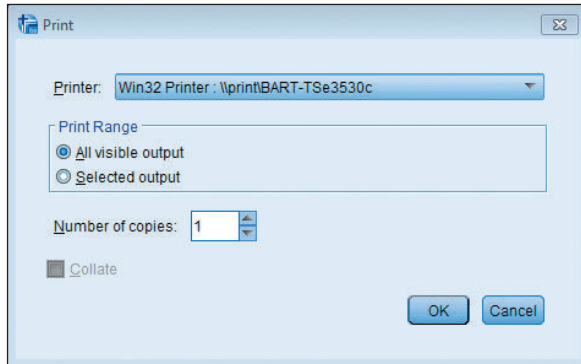 Print
Printer: Win32 Printer : \\print\BART-TSe3530c
Print Range
All visible output
Selected output
Number of copies: 1
Collate
OK Cancel